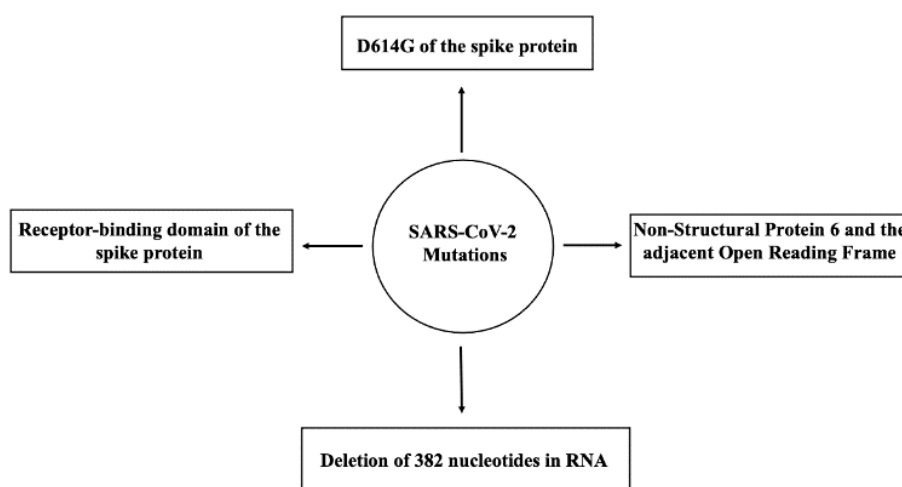 D614G of the spike protein
Receptor-binding domain of the
spike protein
SARS-CoV-2
Mutations
Non-Structural Protein 6 and the
adjacent Open Reading Frame
Deletion of 382 nucleotides in RNA